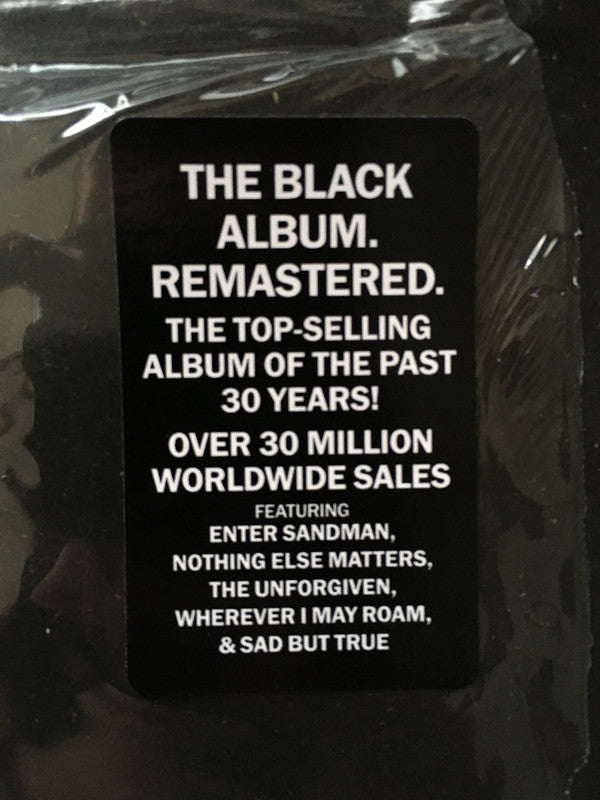 THE BLACK
ALBUM.
REMASTERED.
THE TOP-SELLING
ALBUM OF THE PAST
30 YEARS!
OVER 30 MILLION
WORLDWIDE SALES
FEATURING
ENTER SANDMAN,
NOTHING ELSE MATTERS,
THE UNFORGIVEN,
WHEREVER I MAY ROAM,
& SAD BUT TRUE